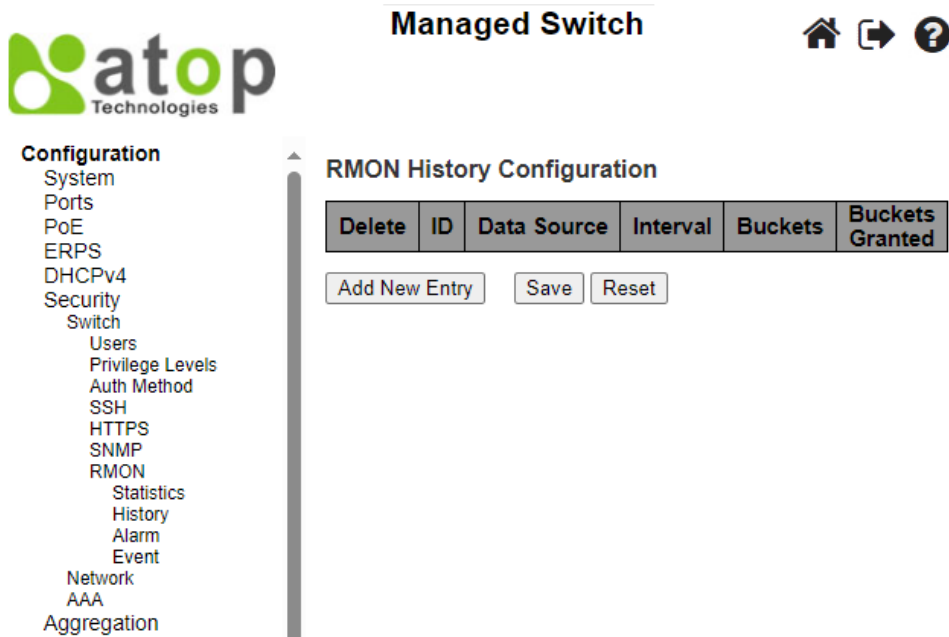 Managed Switch
atop
Technologies
?
Configuration
System
Ports
PoE
ERPS
DHCPv4
Security
Switch
Users
Privilege Levels
Auth Method
SSH
HTTPS
SNMP
RMON
Statistics
History
Alarm
Event
Network
AAA
Aggregation
RMON History Configuration
Delete ID Data Source Interval Buckets Buckets Granted
Add New Entry Save Reset